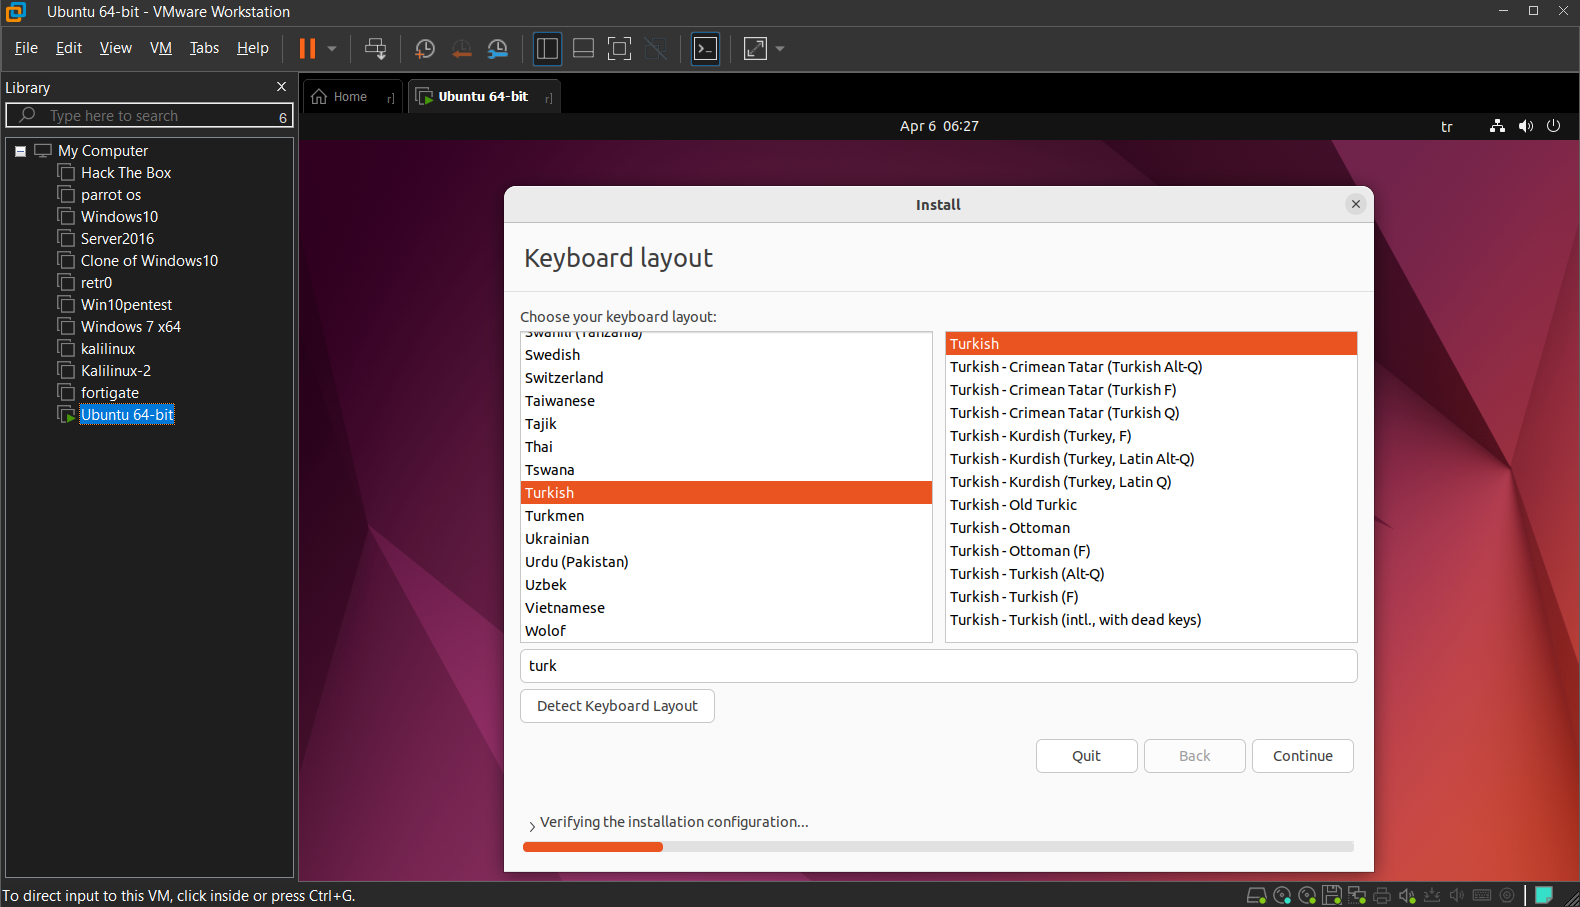 Ubuntu 64-bit - VMware Workstation
File Edit View VM Tabs Help
Library
Type here to search
6
My Computer
Hack The Box
parrot os
Windows10
Server2016
Clone of Windows10
retr0
Win10pentest
Windows 7 x64
kalilinux
Kalilinux-2
fortigate
Ubuntu 64-bit
Home
Ubuntu 64-bit
Apr 6 06:27
tr
Install
Keyboard layout
Choose your keyboard layout:
Swahili (Tanzania)
Swedish
Switzerland
Taiwanese
Tajik
Thai
Tswana
Turkish
Turkmen
Ukrainian
Urdu (Pakistan)
Uzbek
Vietnamese
Wolof
Turkish
Turkish - Crimean Tatar (Turkish Alt-Q)
Turkish - Crimean Tatar (Turkish F)
Turkish - Crimean Tatar (Turkish Q)
Turkish - Kurdish (Turkey, F)
Turkish - Kurdish (Turkey, Latin Alt-Q)
Turkish - Kurdish (Turkey, Latin Q)
Turkish - Old Turkic
Turkish - Ottoman
Turkish - Ottoman (F)
Turkish - Turkish (Alt-Q)
Turkish - Turkish (F)
Turkish - Turkish (intl., with dead keys)
turk
Detect Keyboard Layout
Quit
Back
Continue
Verifying the installation configuration...
To direct input to this VM, click inside or press Ctrl+G.